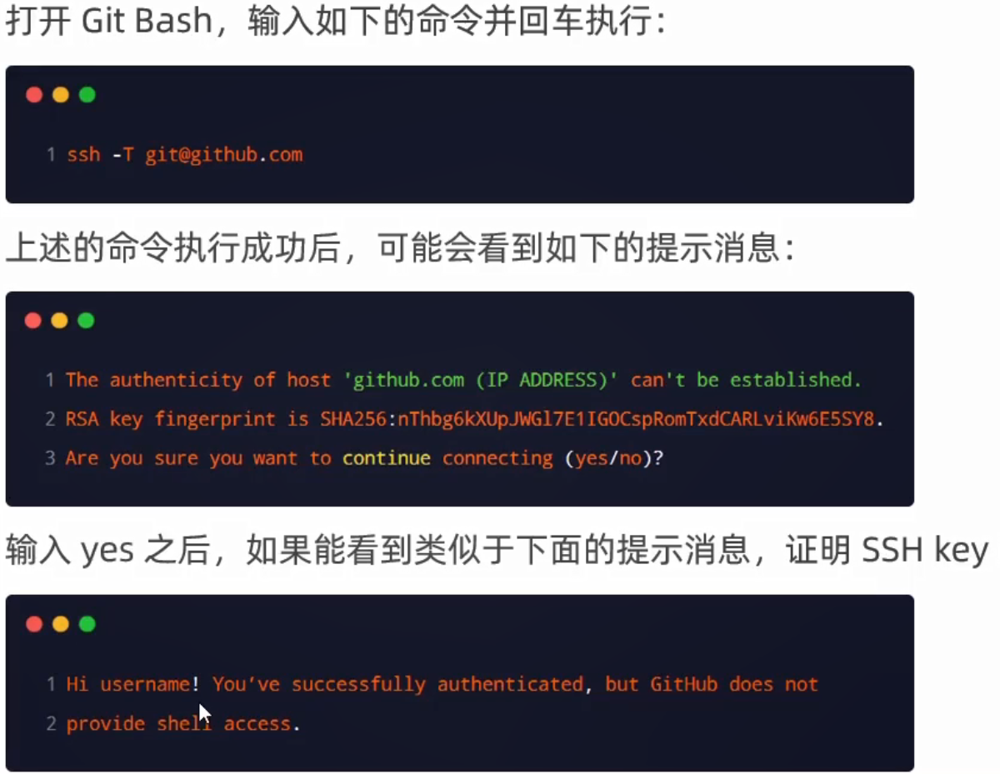 打开 Git Bash，输入如下的命令并回车执行：
1 ssh -T git@github.com
上述的命令执行成功后，可能会看到如下的提示消息：
1 The authenticity of host 'github.com (IP ADDRESS)' can't be established.
2 RSA key fingerprint is SHA256:nThbg6kXUpJWGl7E1IGOCspRomTxdCARLviKw6E5SY8.
3 Are you sure you want to continue connecting (yes/no)?
输入 yes 之后，如果能看到类似于下面的提示消息，证明 SSH key
1 Hi username! You’ve successfully authenticated, but GitHub does not
2 provide shell access.